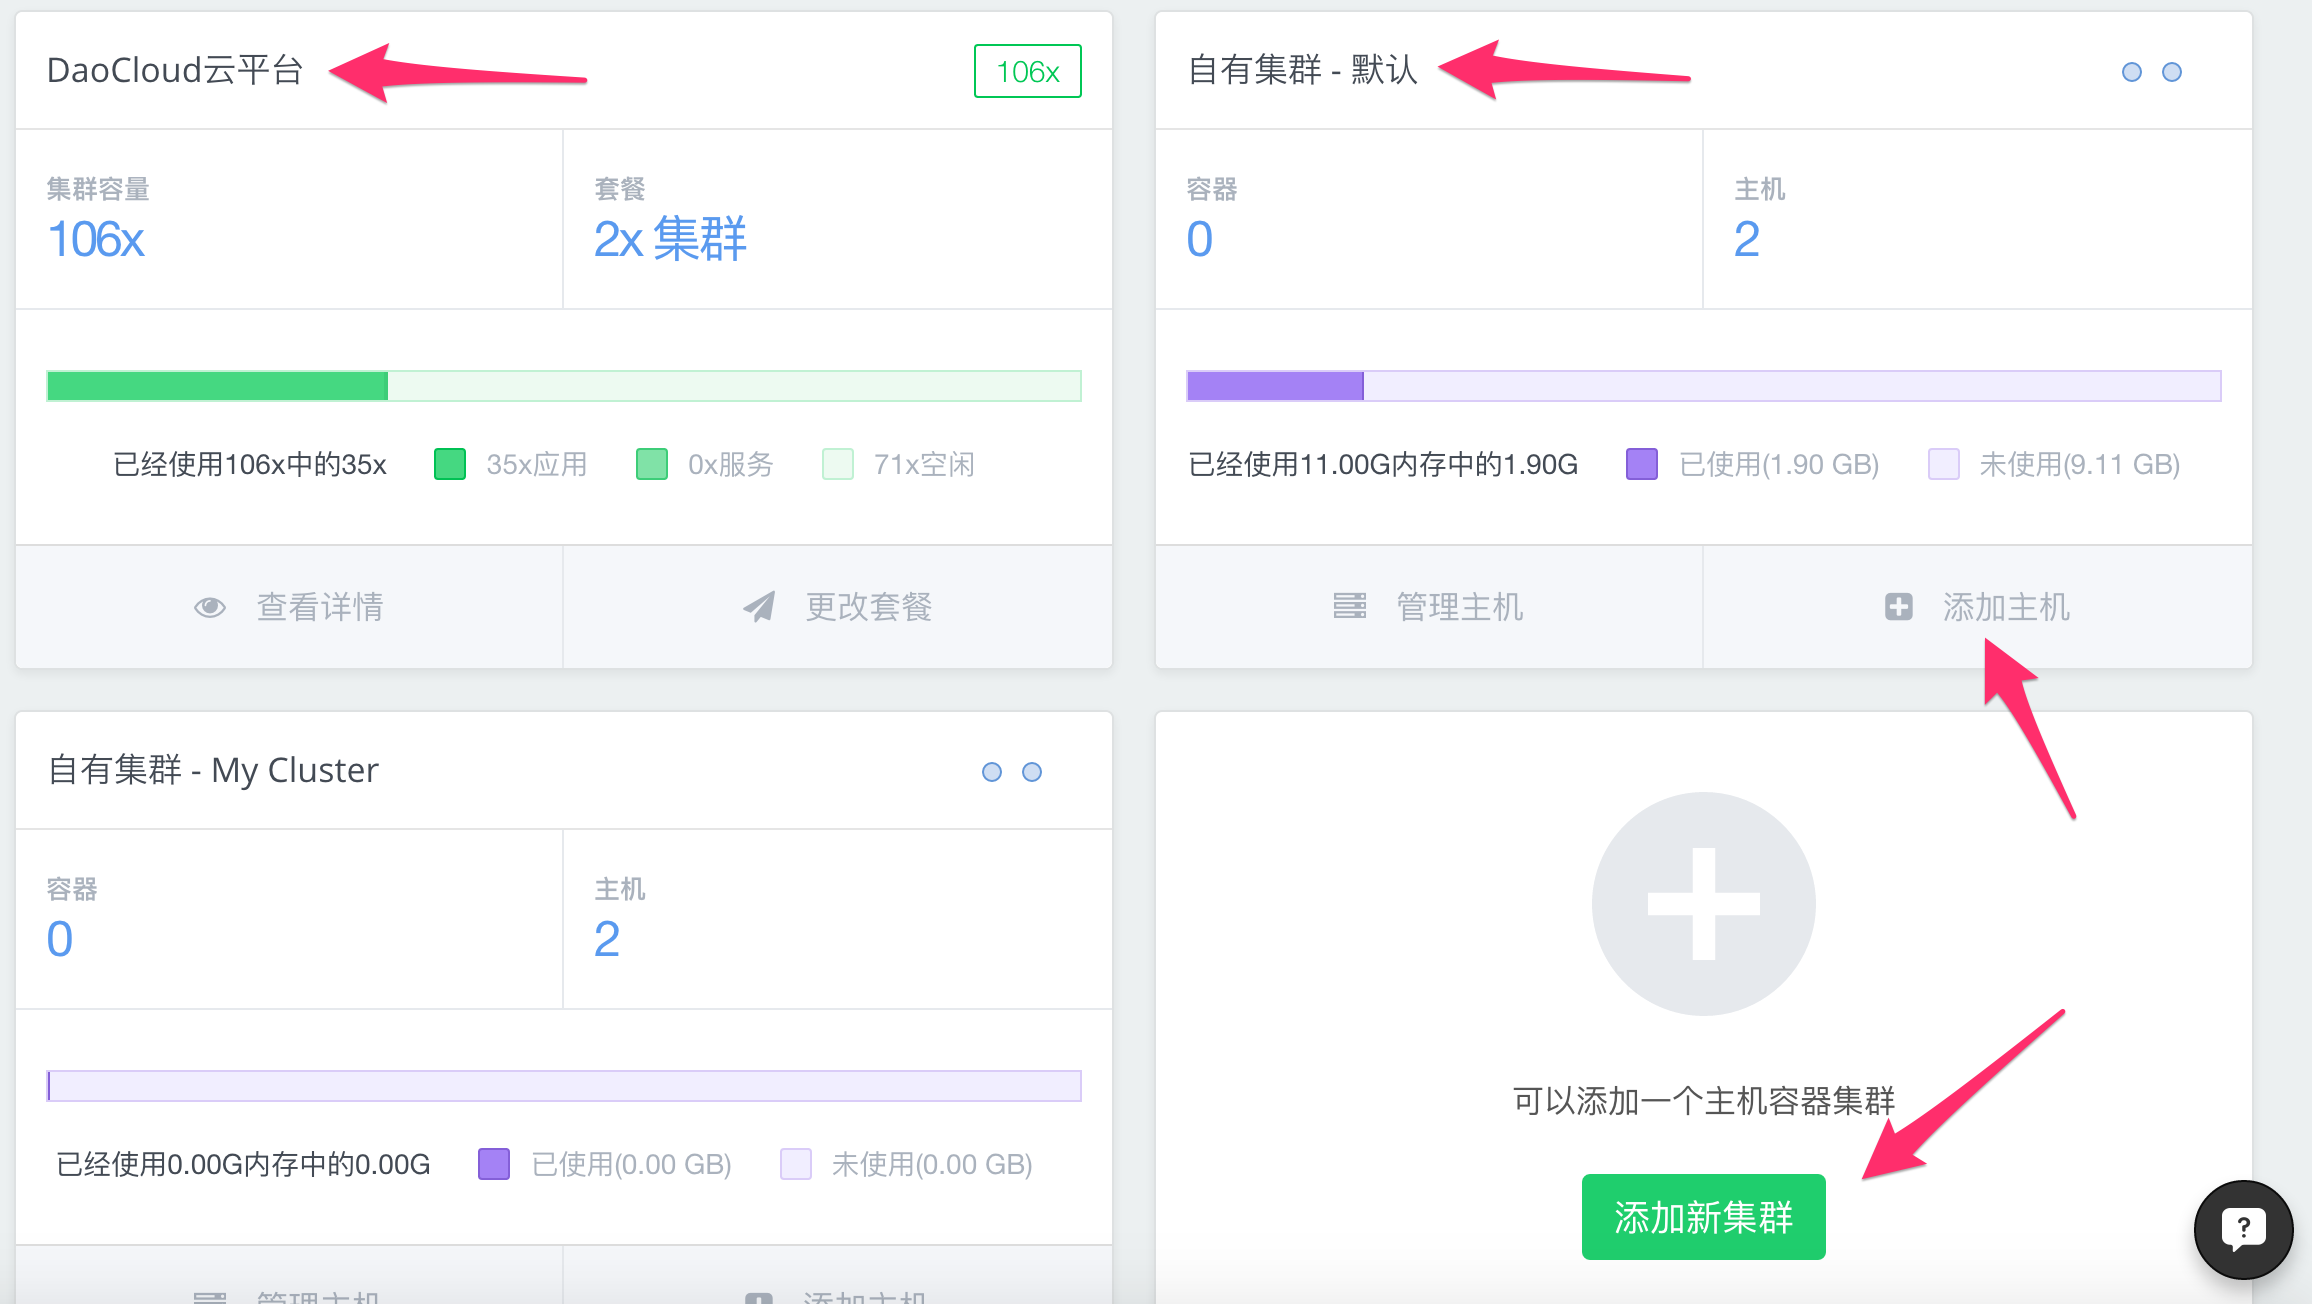 DaoCloud云平台
106x
集群容量
106x
套餐
2x 集群
已经使用106x中的35x
35x应用
0x服务
71x空闲
查看详情
更改套餐
自有集群 - 默认
容器
0
主机
2
已经使用11.00G内存中的1.90G
已使用(1.90 GB)
未使用(9.11 GB)
管理主机
添加主机
自有集群 - My Cluster
容器
0
主机
2
已经使用0.00G内存中的0.00G
已使用(0.00 GB)
未使用(0.00 GB)
管理主机
添加主机
可以添加一个主机容器集群
添加新集群
?